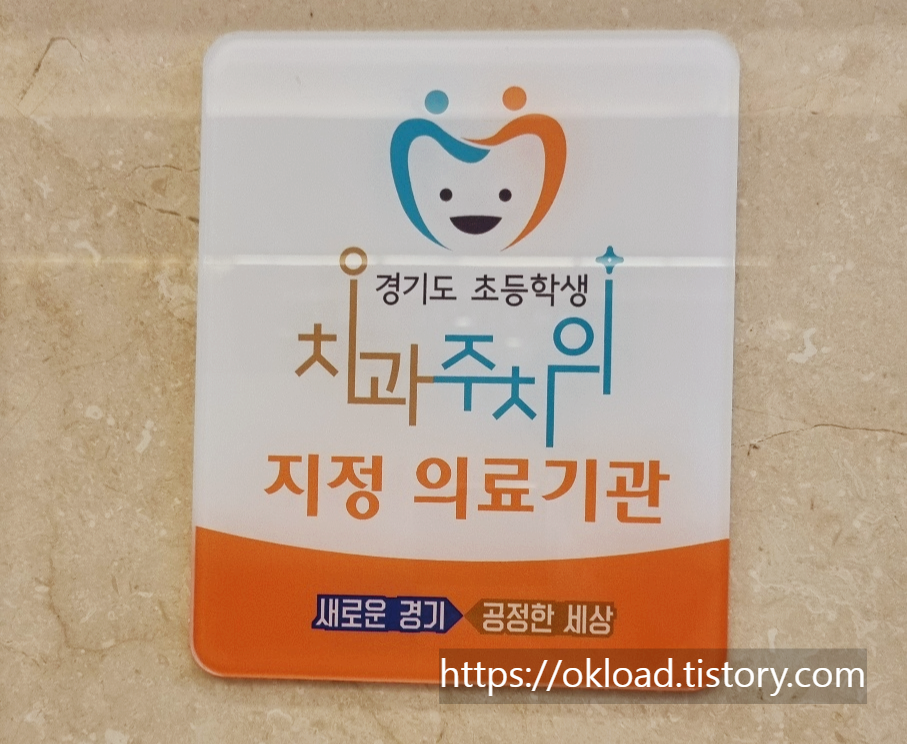 경기도 초등학생
치과주치의
지정 의료기관
새로운 경기 공정한 세상
https://okload.tistory.com